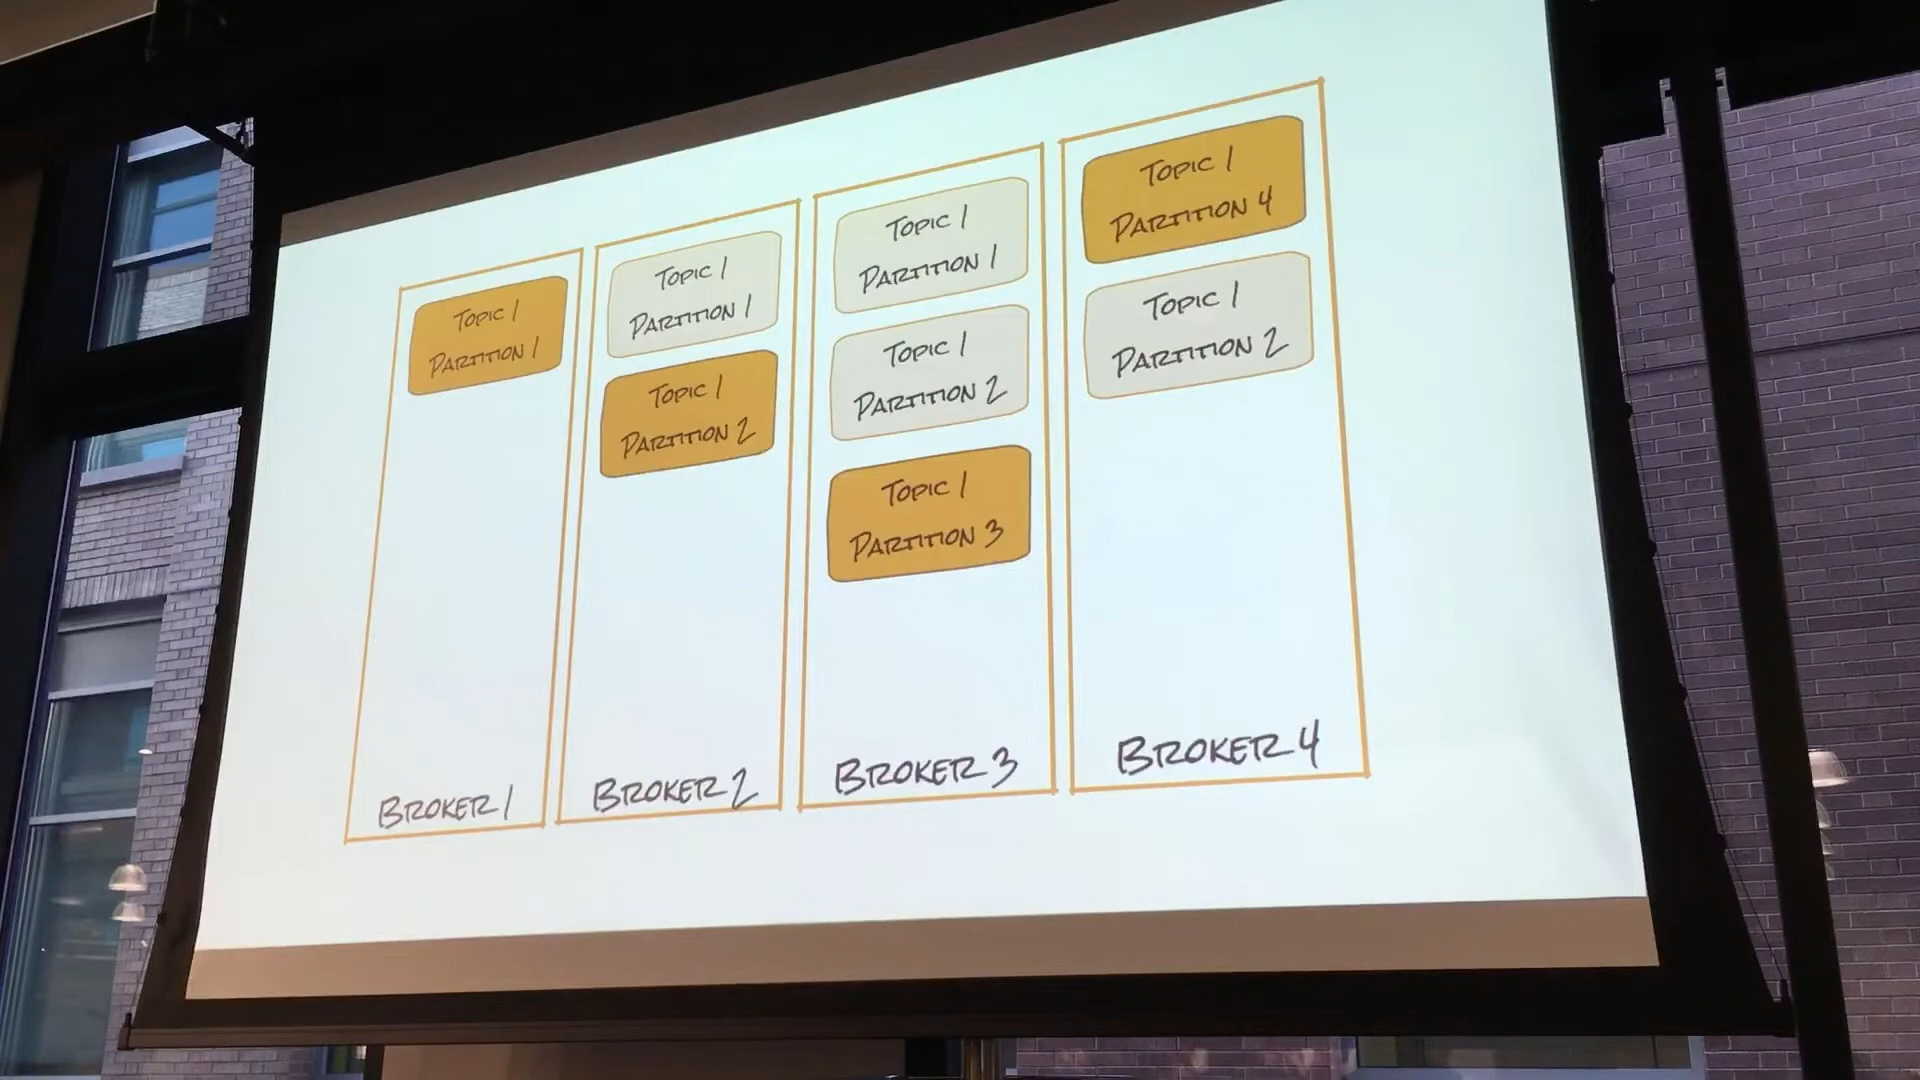 Topic 1
Partition 1
Broker 1
Topic 1
Partition 1
Topic 1
Partition 2
Broker 2
Topic 1
Partition 1
Topic 1
Partition 2
Topic 1
Partition 3
Broker 3
Topic 1
Partition 4
Topic 1
Partition 2
Broker 4